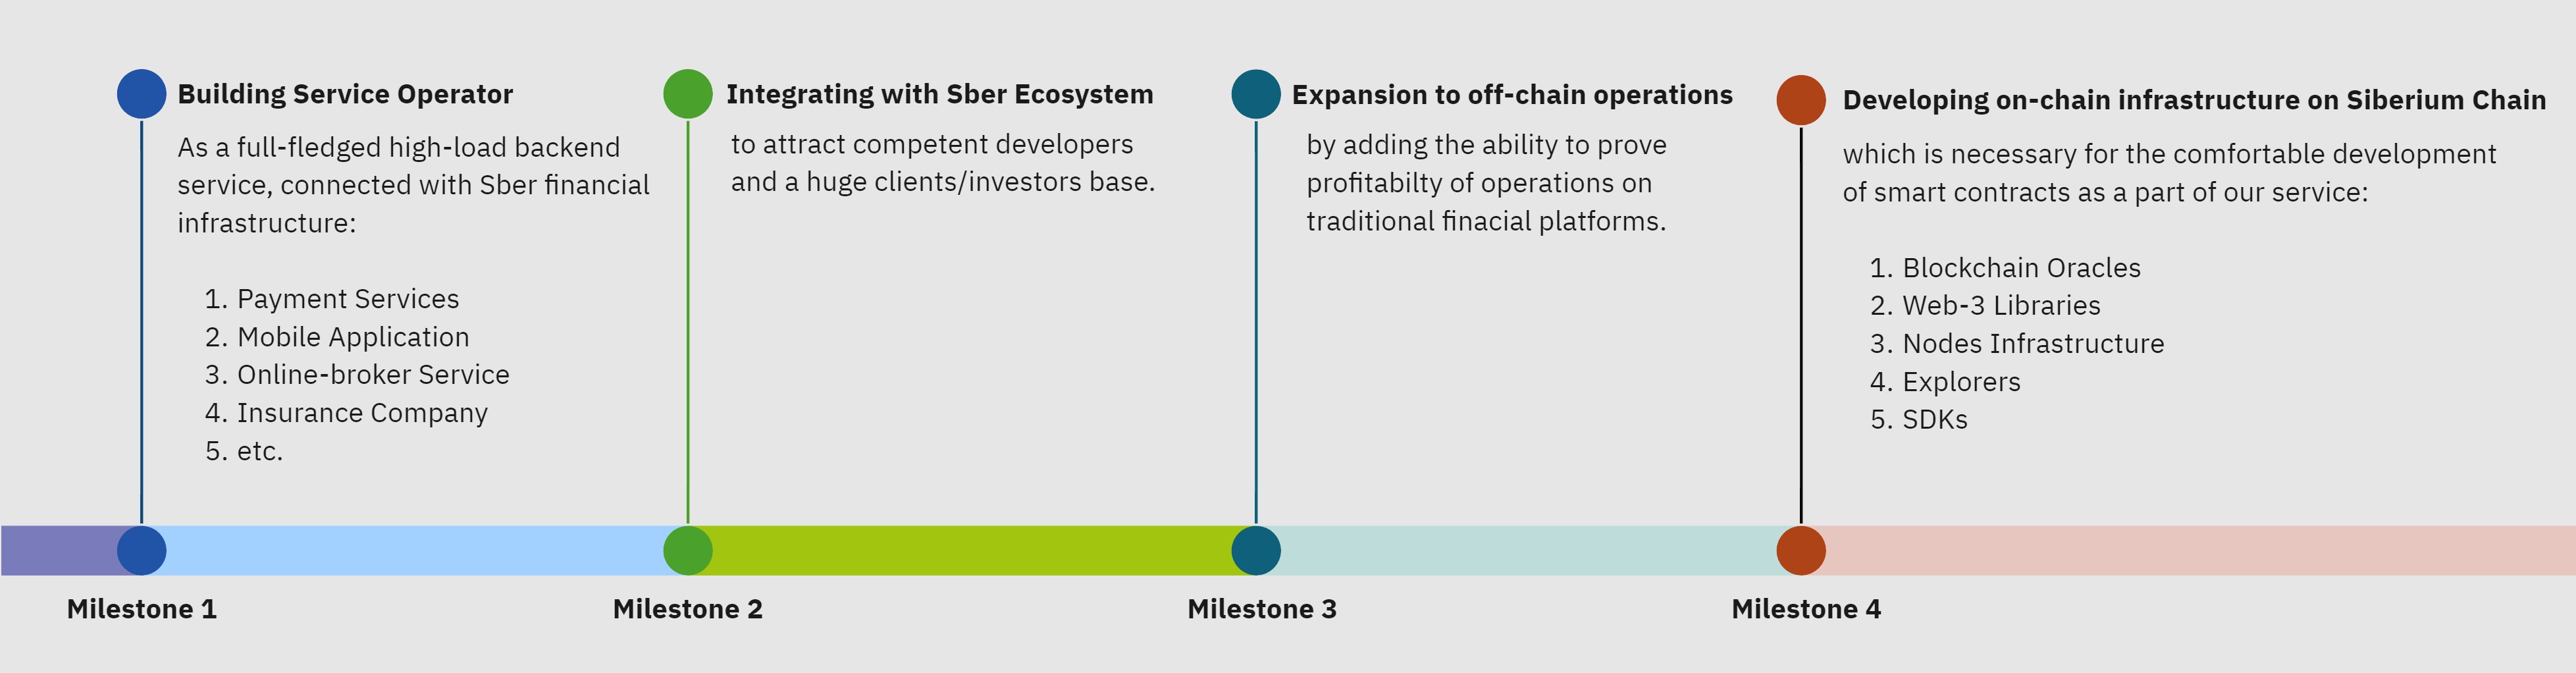 Building Service Operator
As a full-fledged high-load backend
service, connected with Sber financial
infrastructure:
1. Payment Services
2. Mobile Application
3. Online-broker Service
4. Insurance Company
5. etc.
Integrating with Sber Ecosystem
to attract competent developers
and a huge clients/investors base.
Expansion to off-chain operations
by adding the ability to prove
profitabilty of operations on
traditional finacial platforms.
Developing on-chain infrastructure on Siberium Chain
which is necessary for the comfortable development
of smart contracts as a part of our service:
1. Blockchain Oracles
2. Web-3 Libraries
3. Nodes Infrastructure
4. Explorers
5. SDKs
Milestone 1
Milestone 2
Milestone 3
Milestone 4